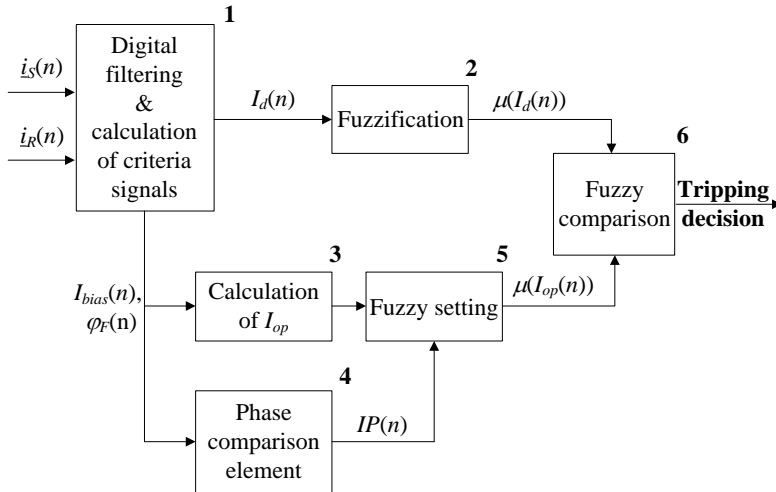 1
Digital
filtering
&
calculation
of criteria
signals
i_S(n)
i_R(n)
I_d(n)
2
Fuzzification
μ(I_d(n))
6
Fuzzy
comparison
Tripping
decision
I_bias(n),
φ_F(n)
3
Calculation
of I_op
5
Fuzzy setting
μ(I_op(n))
4
Phase
comparison
element
IP(n)